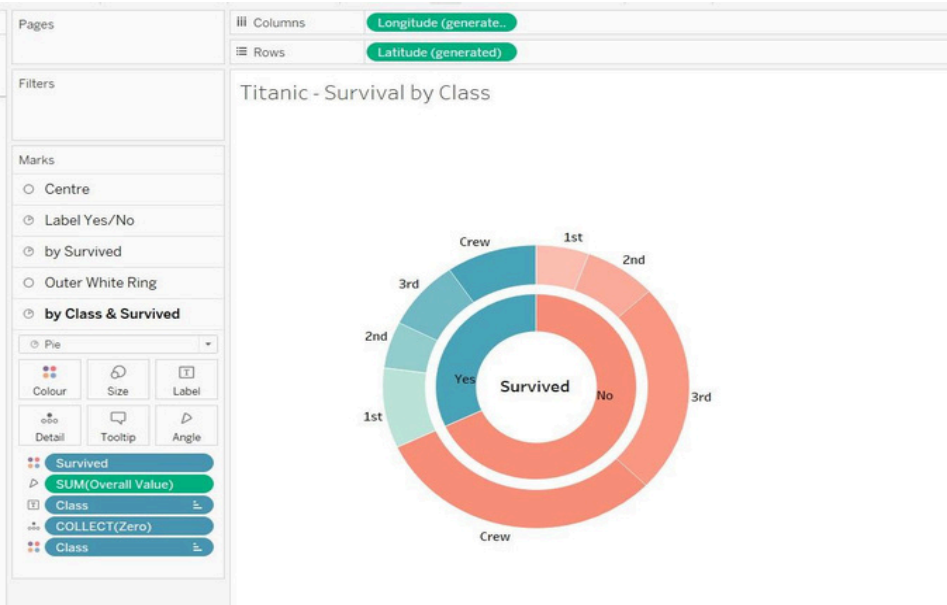 Pages
Columns
Longitude (generate..
Rows
Latitude (generated)
Filters
Titanic - Survival by Class
Marks
Centre
Label Yes/No
by Survived
Outer White Ring
by Class & Survived
Pie
Colour
Size
Label
Detail
Tooltip
Angle
Survived
SUM(Overall Value)
Class
COLLECT(Zero)
Class
Crew
1st
2nd
3rd
2nd
Yes
Survived
No
3rd
1st
Crew